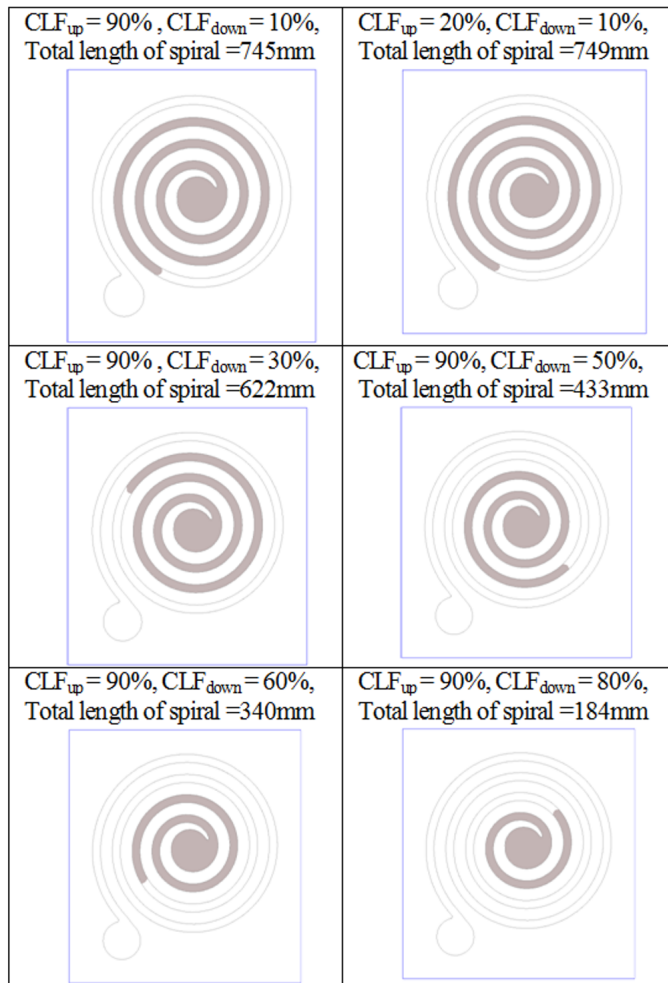 CLFup = 90% , CLFdown = 10%,
Total length of spiral =745mm
CLFup = 20%, CLFdown = 10%,
Total length of spiral =749mm
CLFup = 90% , CLFdown = 30%,
Total length of spiral =622mm
CLFup = 90%, CLFdown = 50%,
Total length of spiral =433mm
CLFup = 90%, CLFdown = 60%,
Total length of spiral =340mm
CLFup = 90%, CLFdown = 80%,
Total length of spiral =184mm